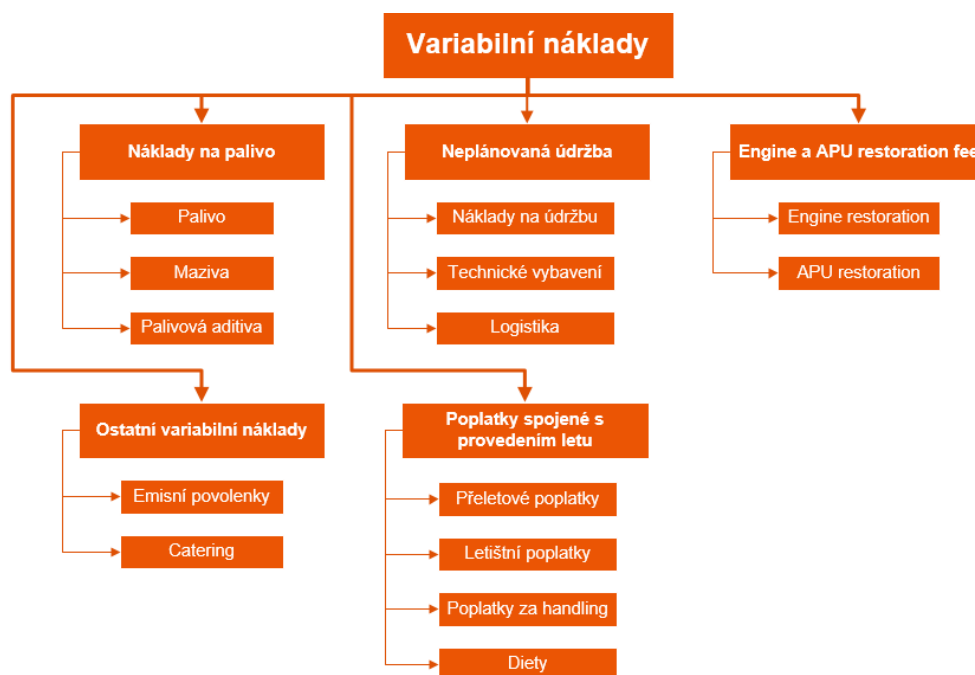 Variabilní náklady
Náklady na palivo
Palivo
Maziva
Palivová aditiva
Neplánovaná údržba
Náklady na údržbu
Technické vybavení
Logistika
Engine a APU restoration fee
Engine restoration
APU restoration
Ostatní variabilní náklady
Emisní povolenky
Catering
Poplatky spojené s
provedením letu
Přeletové poplatky
Letištní poplatky
Poplatky za handling
Diety